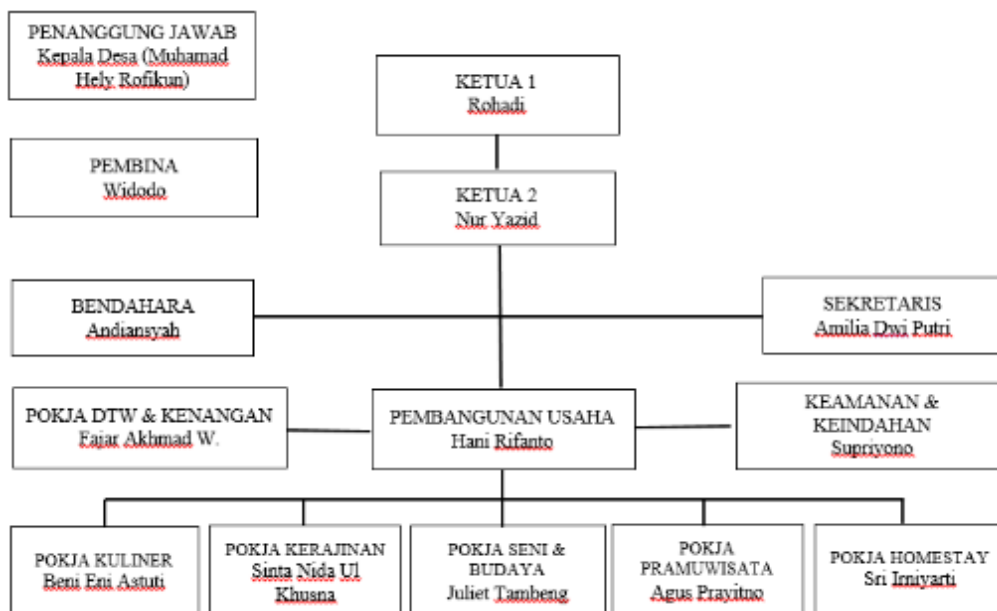 PENANGGUNG JAWAB
Kepala Desa (Muhamad
Hely Rofikun)
KETUA 1
Rohadi
PEMBINA
Widodo
KETUA 2
Nur Yazid
BENDAHARA
Andiansyah
SEKRETARIS
Amilia Dwi Putri
POKJA DTW & KENANGAN
Fajar Akhmad W.
PEMBANGUNAN USAHA
Hani Rifanto
KEAMANAN &
KEINDAHAN
Supriyono
POKJA KULINER
Beni Eni Astuti
POKJA KERAJINAN
Sinta Nida Ul
Khusna
POKJA SENI &
BUDAYA
Juliet Tambeng
POKJA
PRAMUWISATA
Agus Prayitno
POKJA HOMESTAY
Sri Irniyarti